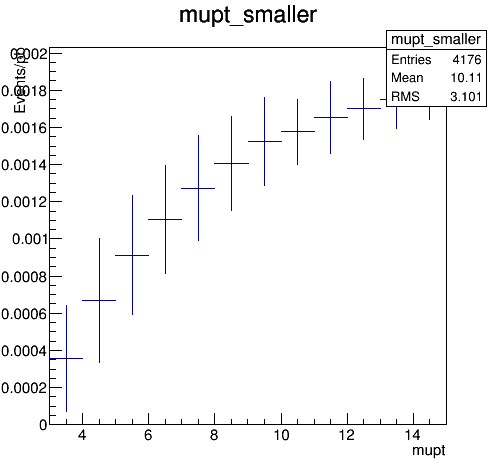 mupt_smaller
mupt_smaller
Entries 4176
Mean 10.11
RMS 3.101
0.002
0.0018
0.0016
0.0014
0.0012
0.001
0.0008
0.0006
0.0004
0.0002
0
4 6 8 10 12 14
mupt